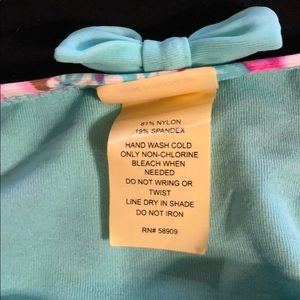 81% NYLON
19% SPANDEX
HAND WASH COLD
ONLY NON-CHLORINE
BLEACH WHEN
NEEDED
DO NOT WRING OR
TWIST
LINE DRY IN SHADE
DO NOT IRON
RN# 58909